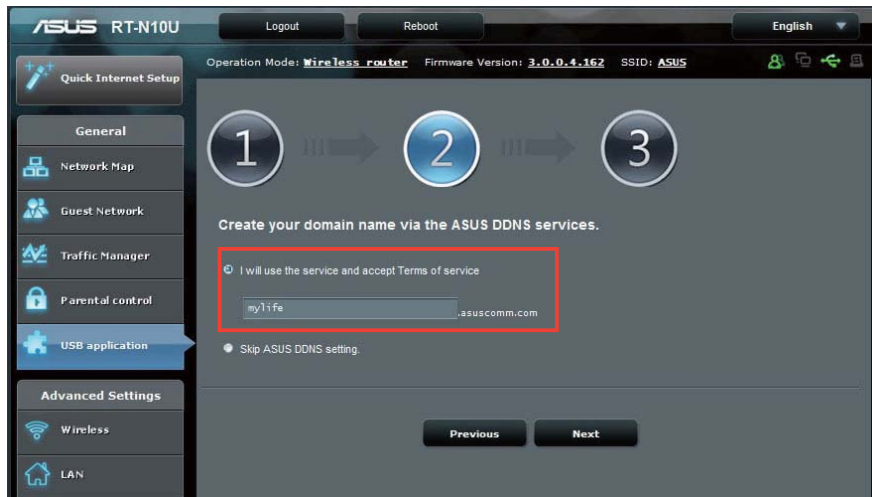 ASUS RT-N10U
Logout
Reboot
English
Quick Internet Setup
Operation Mode: Wireless router Firmware Version: 3.0.0.4.162 SSID: ASUS
General
Network Map
Guest Network
Traffic Manager
Parental control
USB application
Advanced Settings
Wireless
LAN
1
2
3
Create your domain name via the ASUS DDNS services.
I will use the service and accept Terms of service
mylife .asuscomm.com
Skip ASUS DDNS setting.
Previous
Next